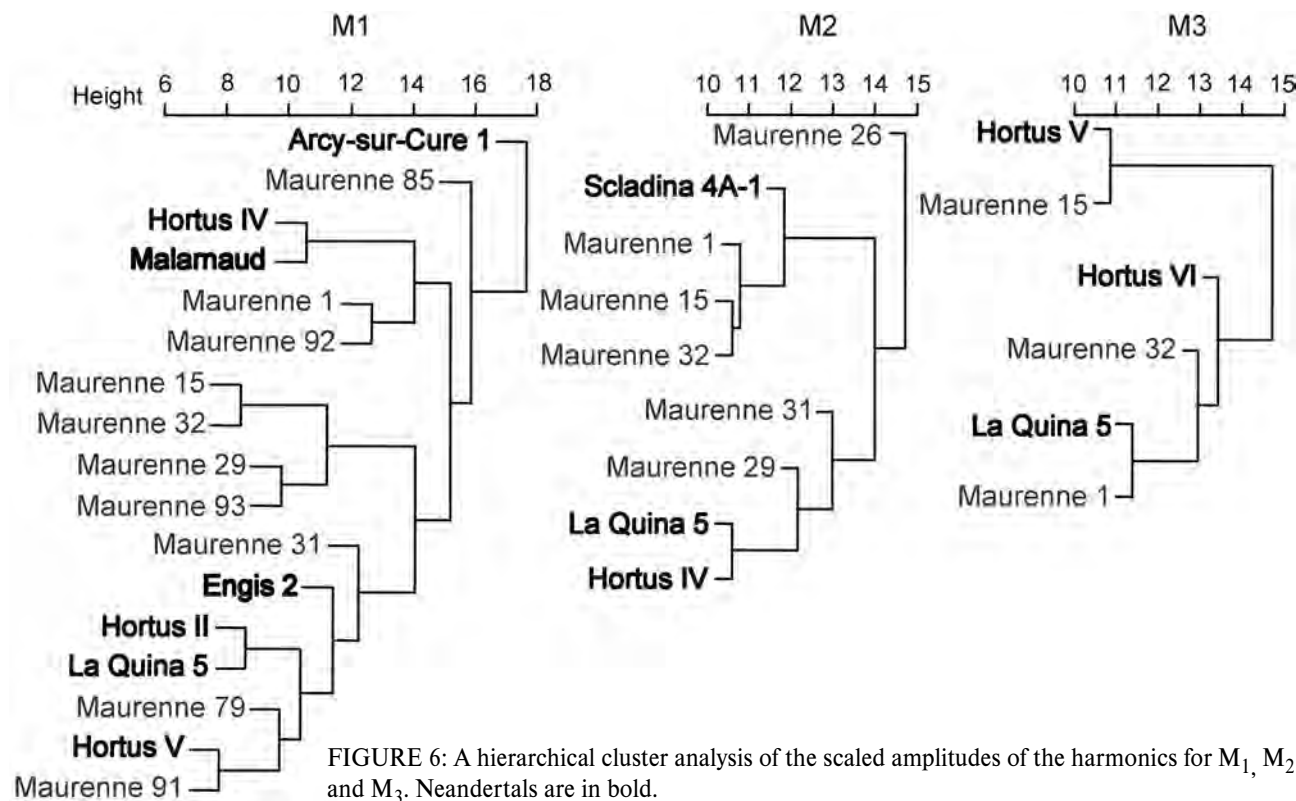 M1
Height 6 8 10 12 14 16 18
Arcy-sur-Cure 1
Maurenne 85
Hortus IV
Malarnaud
Maurenne 1
Maurenne 92
Maurenne 15
Maurenne 32
Maurenne 29
Maurenne 93
Maurenne 31
Engis 2
Hortus II
La Quina 5
Maurenne 79
Hortus V
Maurenne 91
M2
10 11 12 13 14 15
Maurenne 26
Scladina 4A-1
Maurenne 1
Maurenne 15
Maurenne 32
Maurenne 31
Maurenne 29
La Quina 5
Hortus IV
M3
10 11 12 13 14 15
Hortus V
Maurenne 15
Hortus VI
Maurenne 32
La Quina 5
Maurenne 1
FIGURE 6: A hierarchical cluster analysis of the scaled amplitudes of the harmonics for M1, M2
and M3. Neandertals are in bold.